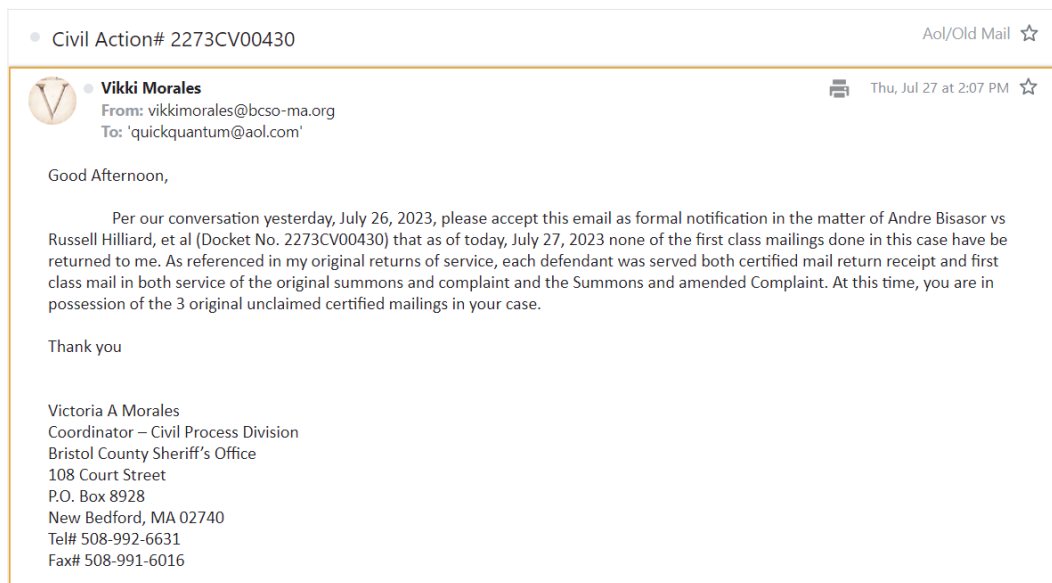 Civil Action# 2273CV00430
Aol/Old Mail
V
Vikki Morales
Thu, Jul 27 at 2:07 PM
From: vikkimorales@bcso-ma.org
To: 'quickquantum@aol.com'
Good Afternoon,
Per our conversation yesterday, July 26, 2023, please accept this email as formal notification in the matter of Andre Bisasor vs
Russell Hilliard, et al (Docket No. 2273CV00430) that as of today, July 27, 2023 none of the first class mailings done in this case have be
returned to me. As referenced in my original returns of service, each defendant was served both certified mail return receipt and first
class mail in both service of the original summons and complaint and the Summons and amended Complaint. At this time, you are in
possession of the 3 original unclaimed certified mailings in your case.
Thank you
Victoria A Morales
Coordinator – Civil Process Division
Bristol County Sheriff's Office
108 Court Street
P.O. Box 8928
New Bedford, MA 02740
Tel# 508-992-6631
Fax# 508-991-6016